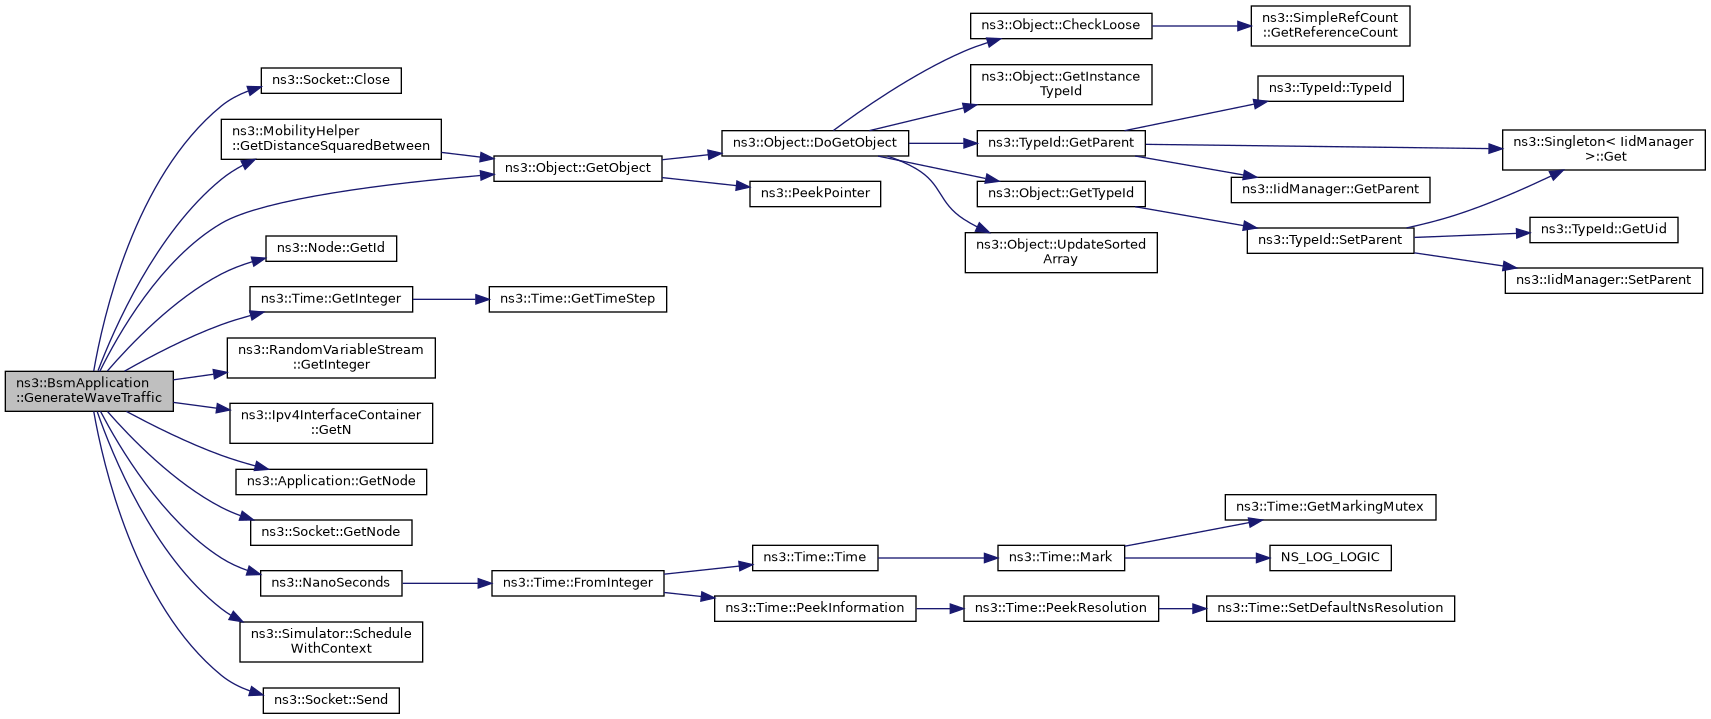 ns3::BsmApplication
::GenerateWaveTraffic
ns3::Socket::Close
ns3::MobilityHelper
::GetDistanceSquaredBetween
ns3::Object::GetObject
ns3::Object::DoGetObject
ns3::Object::CheckLoose
ns3::SimpleRefCount
::GetReferenceCount
ns3::Object::GetInstance
TypeId
ns3::TypeId::GetParent
ns3::TypeId::TypeId
ns3::Singleton< IidManager
>::Get
ns3::IidManager::GetParent
ns3::Object::GetTypeId
ns3::TypeId::SetParent
ns3::TypeId::GetUid
ns3::IidManager::SetParent
ns3::Object::UpdateSorted
Array
ns3::PeekPointer
ns3::Node::GetId
ns3::Time::GetInteger
ns3::Time::GetTimeStep
ns3::RandomVariableStream
::GetInteger
ns3::Ipv4InterfaceContainer
::GetN
ns3::Application::GetNode
ns3::Socket::GetNode
ns3::NanoSeconds
ns3::Time::FromInteger
ns3::Time::Time
ns3::Time::Mark
ns3::Time::GetMarkingMutex
NS_LOG_LOGIC
ns3::Time::PeekInformation
ns3::Time::PeekResolution
ns3::Time::SetDefaultNsResolution
ns3::Simulator::Schedule
WithContext
ns3::Socket::Send